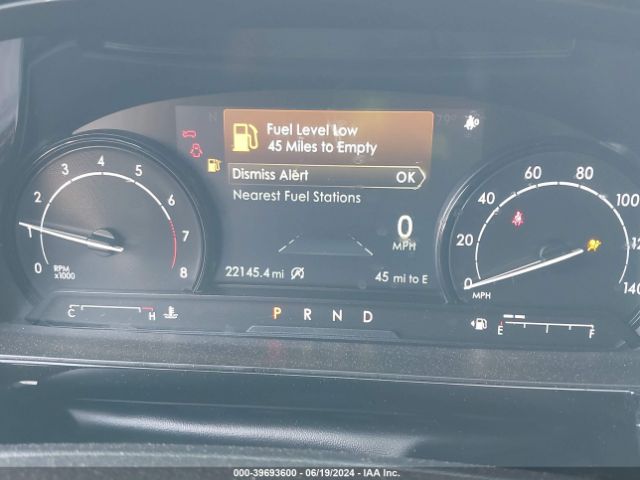 N
79°
Fuel Level Low
45 Miles to Empty
Dismiss Alert OK
Nearest Fuel Stations
0
MPH
22145.4 mi
45 mi to E
0 1 2 3 4 5 6 7 8
RPM
x1000
0 20 40 60 80 100 12 140
MPH
C H
P R N D
E F
000-39693600 / 06/19/2024 - IAA Inc.